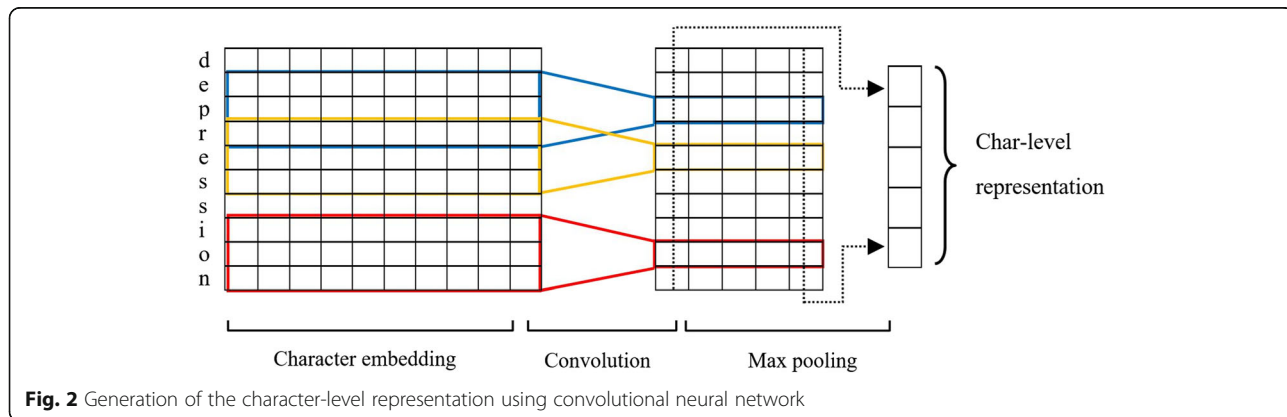 d
e
p
r
e
s
s
i
o
n
Char-level
representation
Character embedding
Convolution
Max pooling
Fig. 2 Generation of the character-level representation using convolutional neural network